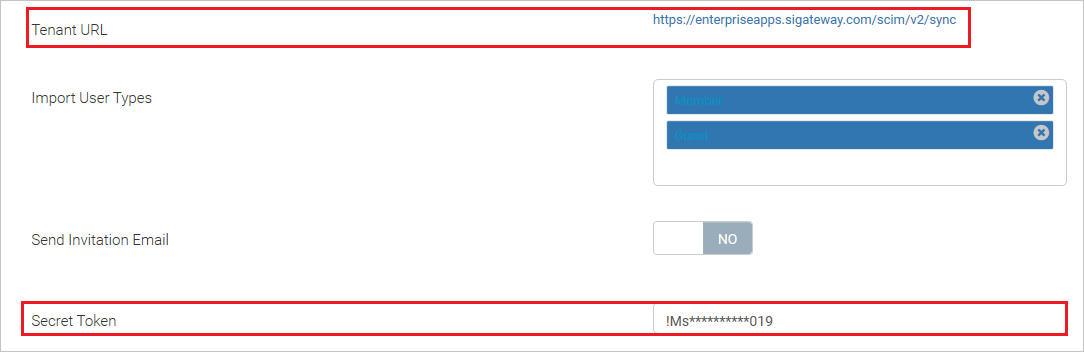 Tenant URL https://enterpriseapps.sigateway.com/scim/v2/sync
Import User Types
Member
Guest
Send Invitation Email NO
Secret Token !Ms**********019